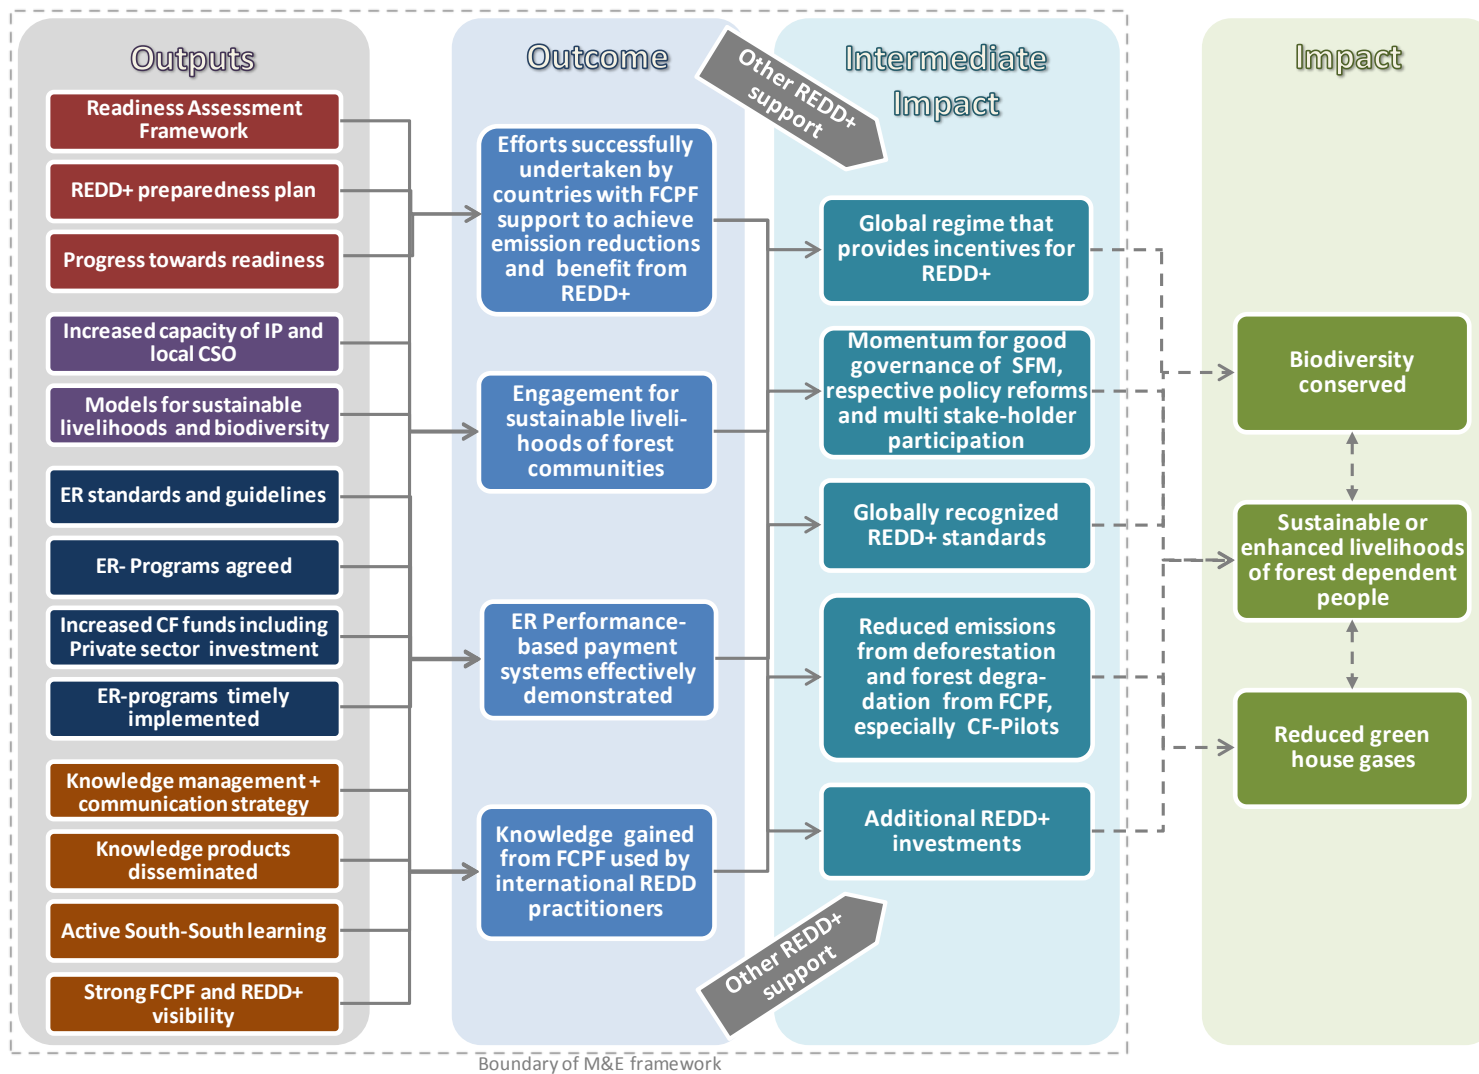 Outputs
Readiness Assessment
Framework
REDD+ preparedness plan
Progress towards readiness
Increased capacity of IP and
local CSO
Models for sustainable
livelihoods and biodiversity
ER standards and guidelines
ER- Programs agreed
Increased CF funds including
Private sector investment
ER-programs timely
implemented
Knowledge management +
communication strategy
Knowledge products
disseminated
Active South-South learning
Strong FCPF and REDD+
visibility
Outcome
Efforts successfully
undertaken by
countries with FCPF
support to achieve
emission reductions
and benefit from
REDD+
Engagement for
sustainable liveli-
hoods of forest
communities
ER Performance-
based payment
systems effectively
demonstrated
Knowledge gained
from FCPF used by
international REDD
practitioners
Other REDD+
support
Other REDD+
support
Intermediate
Impact
Global regime that
provides incentives for
REDD+
Momentum for good
governance of SFM,
respective policy reforms
and multi stake-holder
participation
Globally recognized
REDD+ standards
Reduced emissions
from deforestation
and forest degra-
dation from FCPF,
especially CF-Pilots
Additional REDD+
investments
Impact
Biodiversity
conserved
Sustainable or
enhanced livelihoods
of forest dependent
people
Reduced green
house gases
Boundary of M&E framework